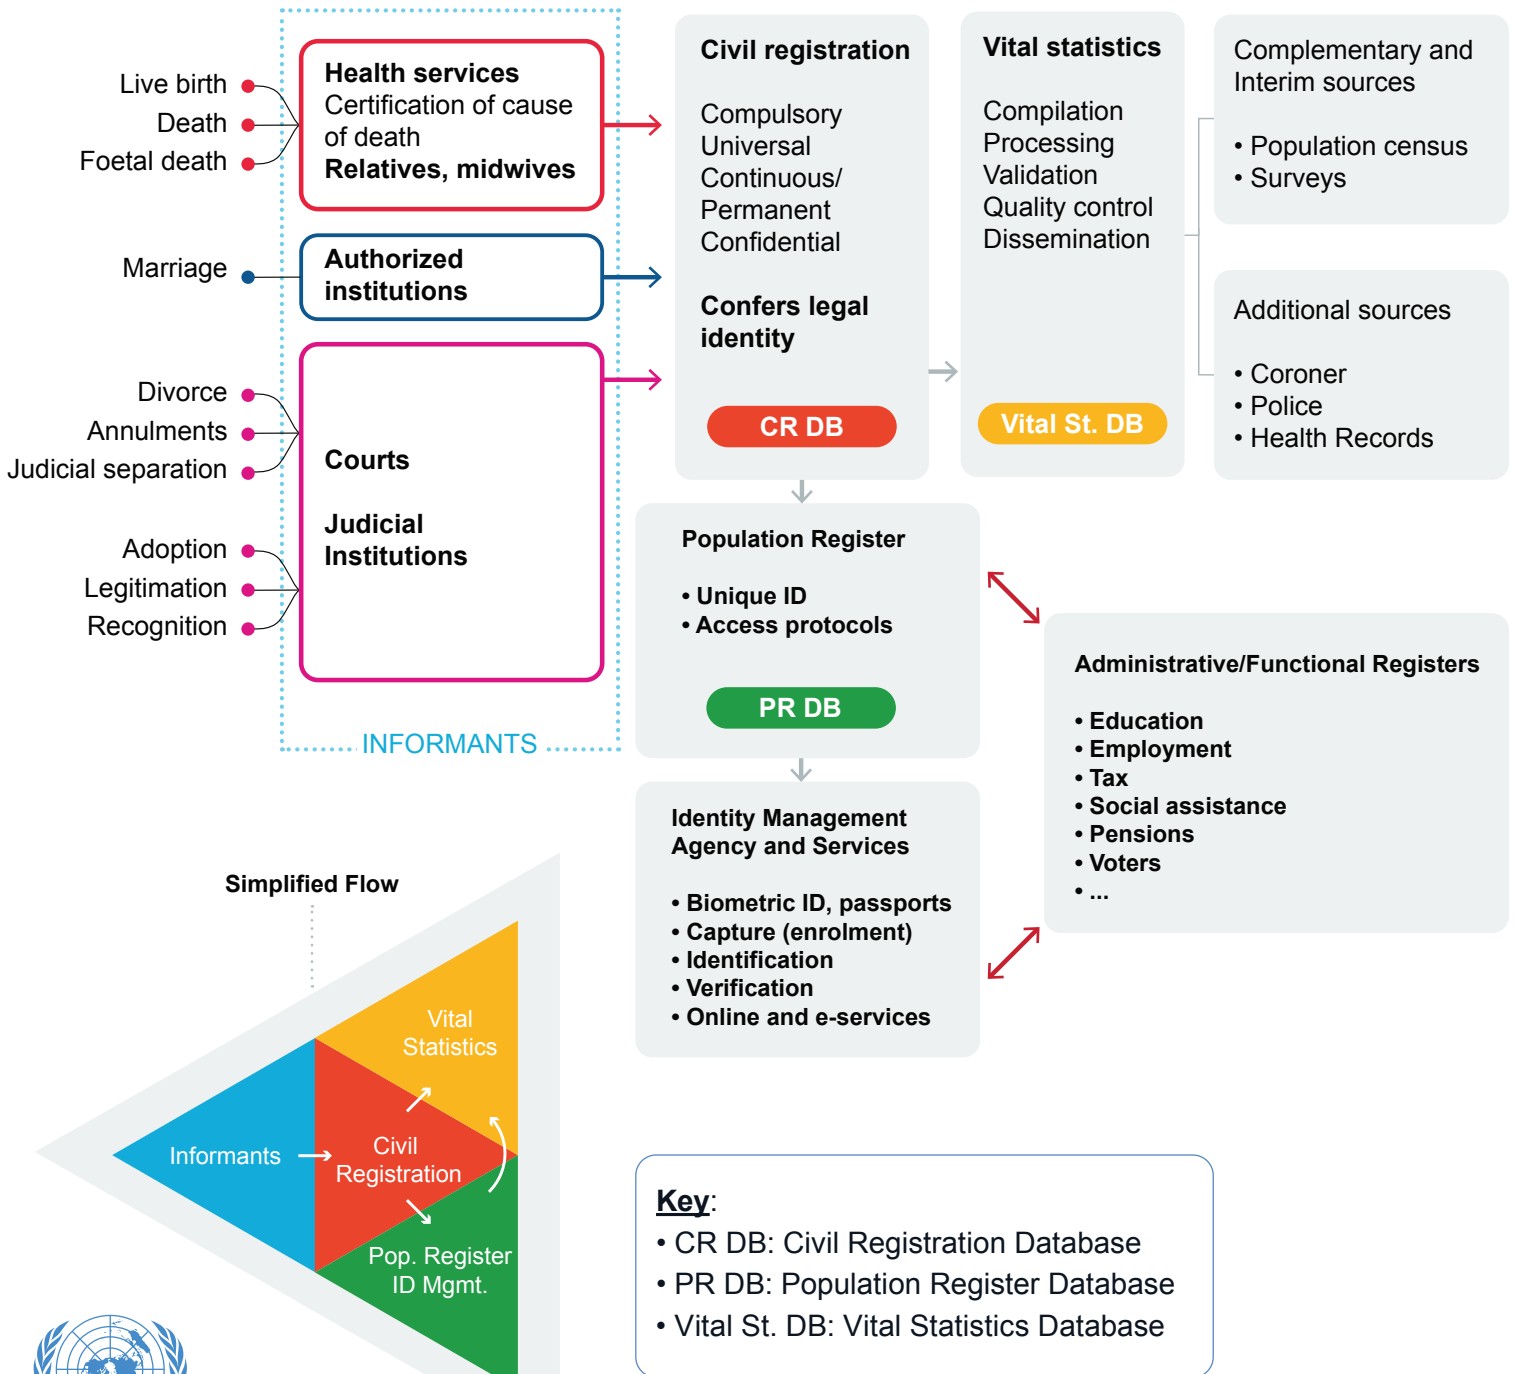 Live birth
Death
Foetal death
Marriage
Divorce
Annulments
Judicial separation
Adoption
Legitimation
Recognition
Health services
Certification of cause
of death
Relatives, midwives
Authorized
institutions
Courts
Judicial
Institutions
INFORMANTS
Civil registration
Compulsory
Universal
Continuous/
Permanent
Confidential
Confers legal
identity
CR DB
Vital statistics
Compilation
Processing
Validation
Quality control
Dissemination
Vital St. DB
Complementary and
Interim sources
• Population census
• Surveys
Additional sources
• Coroner
• Police
• Health Records
Population Register
• Unique ID
• Access protocols
PR DB
Administrative/Functional Registers
• Education
• Employment
• Tax
• Social assistance
• Pensions
• Voters
• ...
Identity Management
Agency and Services
• Biometric ID, passports
• Capture (enrolment)
• Identification
• Verification
• Online and e-services
Simplified Flow
Vital
Statistics
Informants
Civil
Registration
Pop. Register
ID Mgmt.
Key:
• CR DB: Civil Registration Database
• PR DB: Population Register Database
• Vital St. DB: Vital Statistics Database